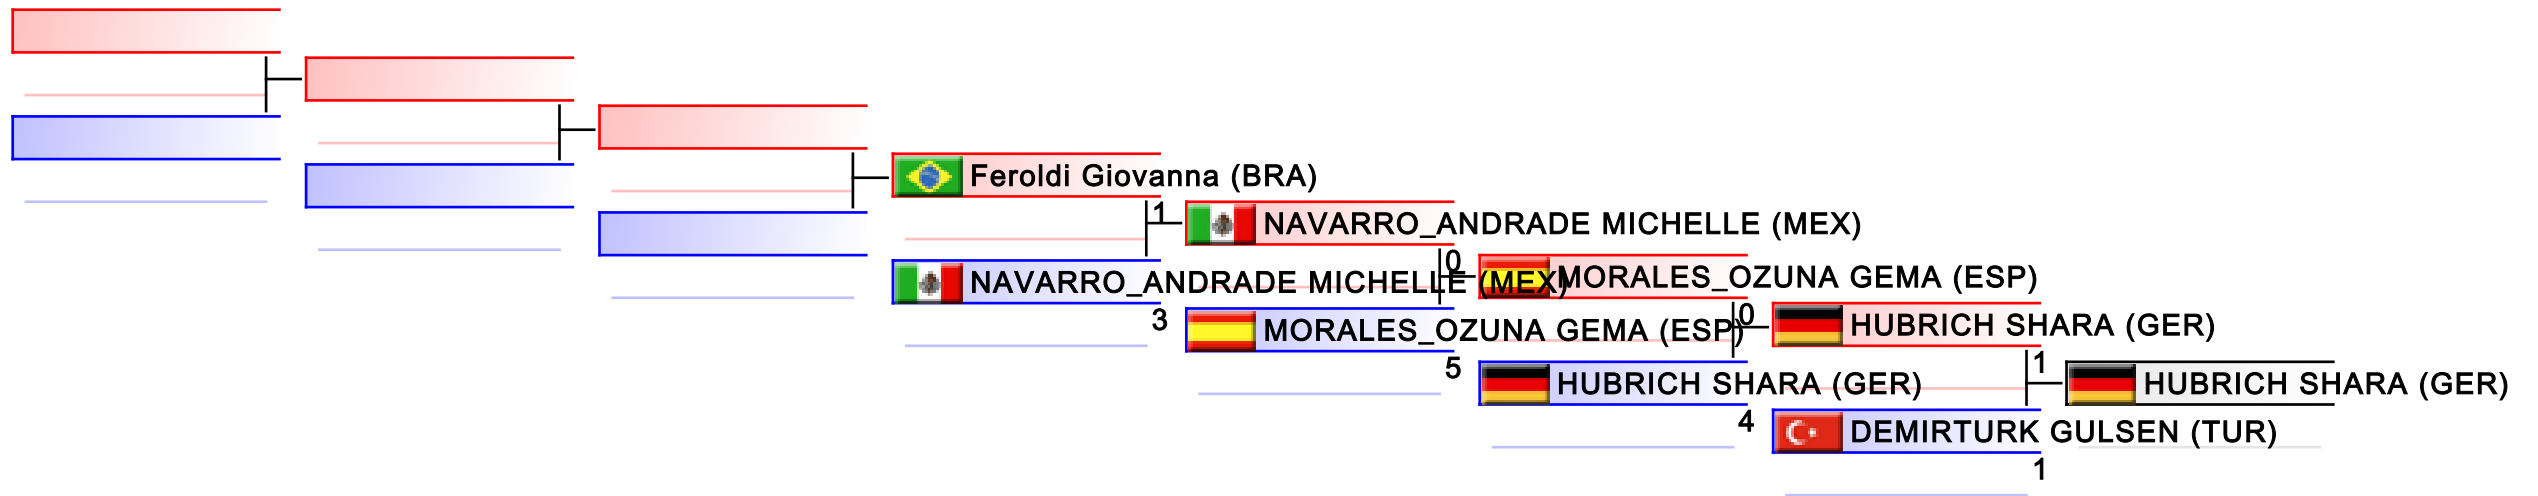 Feroldi Giovanna (BRA)
1
NAVARRO_ANDRADE MICHELLE (MEX)
NAVARRO_ANDRADE MICHELLE (MEX)
3
0
MORALES_OZUNA GEMA (ESP)
MORALES_OZUNA GEMA (ESP)
5
0
HUBRICH SHARA (GER)
HUBRICH SHARA (GER)
4
1
HUBRICH SHARA (GER)
DEMIRTURK GULSEN (TUR)
1